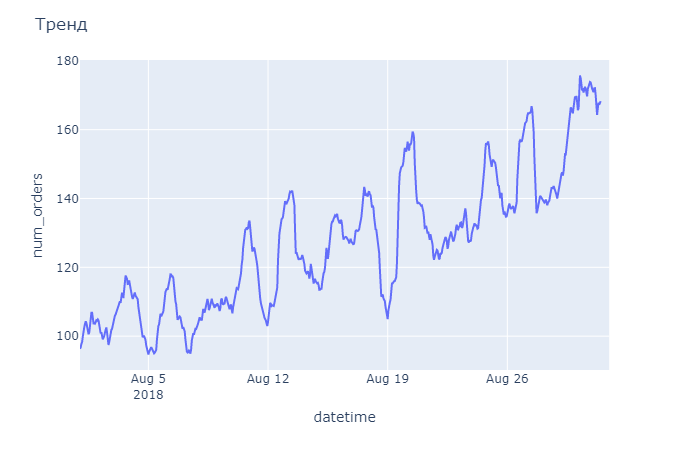 Тренд
180
160
140
120
100
num_orders
Aug 5
2018
Aug 12
Aug 19
Aug 26
datetime